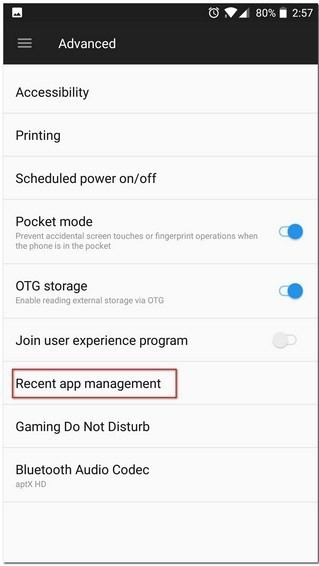 80% 2:57
Advanced
Accessibility
Printing
Scheduled power on/off
Pocket mode
Prevent accidental screen touches or fingerprint operations when
the phone is in the pocket
OTG storage
Enable reading external storage via OTG
Join user experience program
Recent app management
Gaming Do Not Disturb
Bluetooth Audio Codec
aptX HD